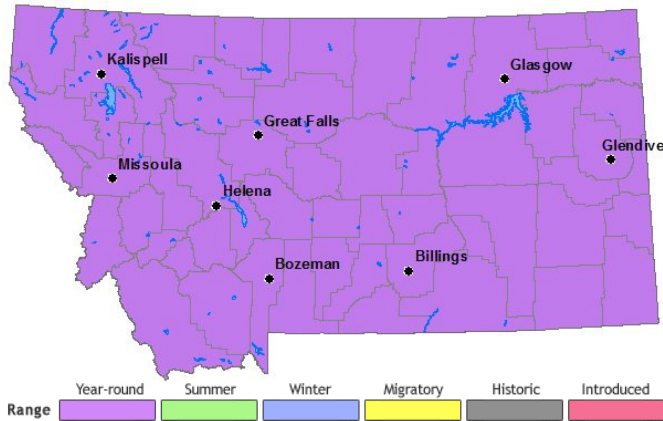 Kalispell
Glasgow
Great Falls
Glendive
Missoula
Helena
Bozeman
Billings
Year-round Summer Winter Migratory Historic Introduced
Range